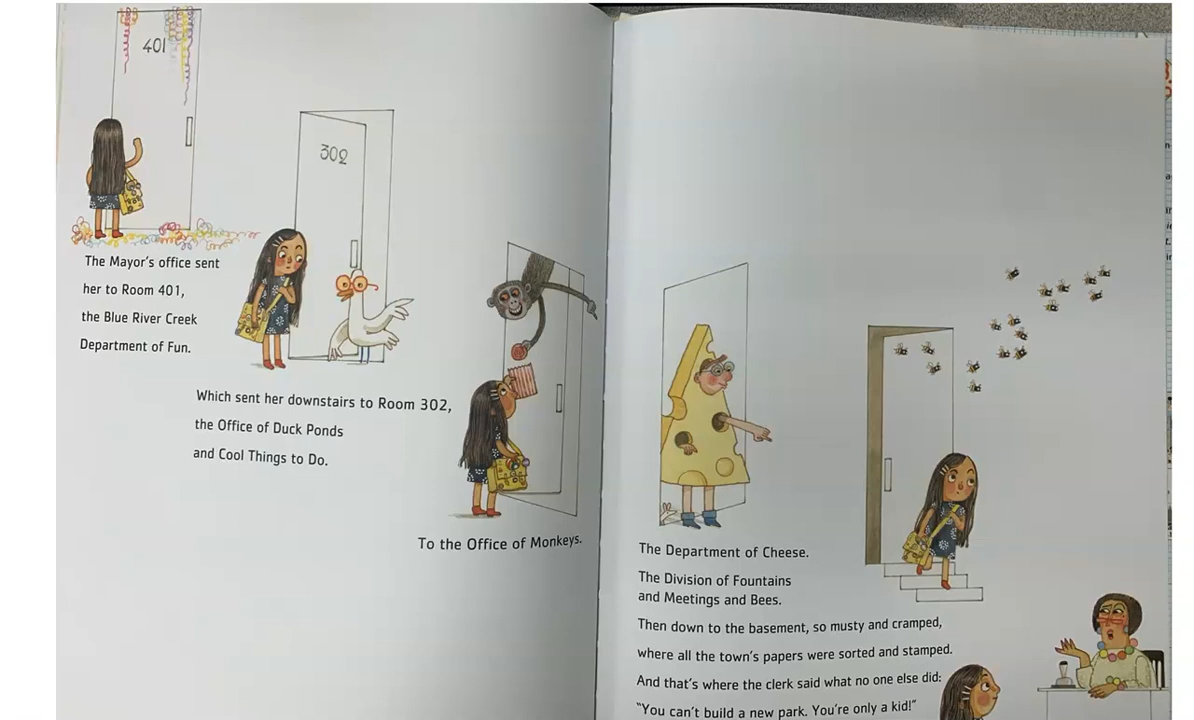 401
The Mayor's office sent
her to Room 401,
the Blue River Creek
Department of Fun.
302
Which sent her downstairs to Room 302,
the Office of Duck Ponds
and Cool Things to Do.
To the Office of Monkeys.
The Department of Cheese.
The Division of Fountains
and Meetings and Bees.
Then down to the basement, so musty and cramped,
where all the town's papers were sorted and stamped.
And that's where the clerk said what no one else did:
"You can't build a new park. You're only a kid!"